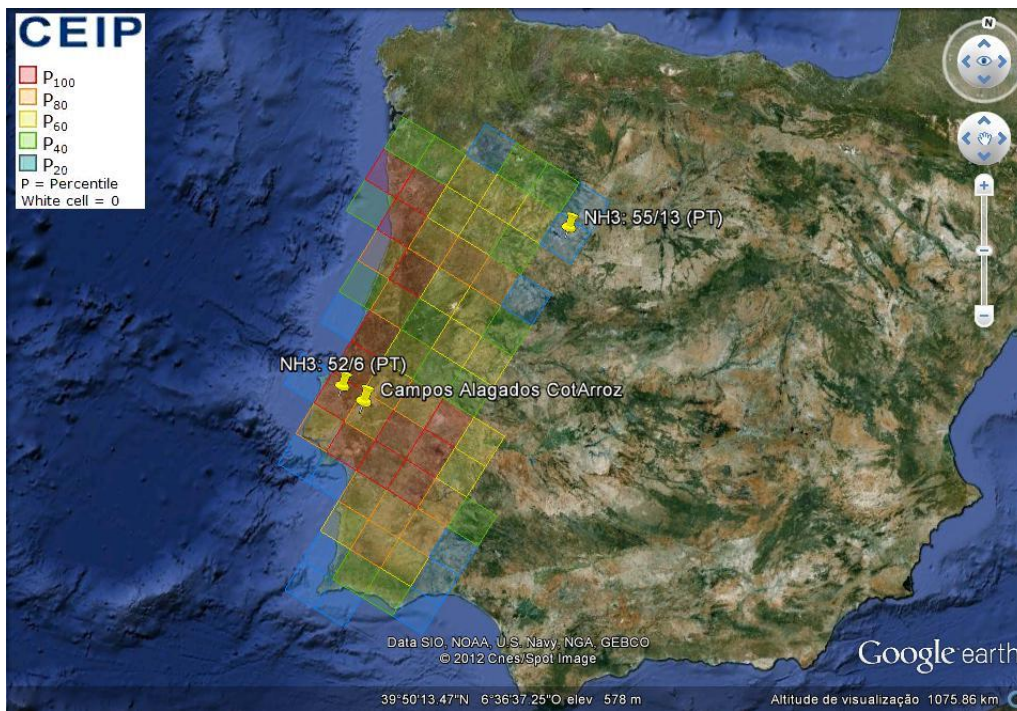 CEIP
P100
P80
P60
P40
P20
P = Percentile
White cell = 0
N
NH3: 55/13 (PT)
NH3: 52/6 (PT)
Campos Alagados CotArroz
Data SIO, NOAA, U.S. Navy, NGA, GEBCO
© 2012 Cnes/Spot Image
Google earth
39°50'13.47"N 6°36'37.25"O elev 578 m
Altitude de visualização 1075.86 km